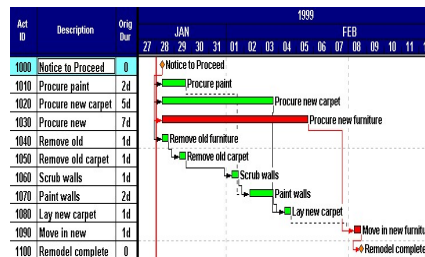 1999
Act ID Description Orig Dur JAN FEB
27 28 29 30 31 01 02 03 04 05 06 07 08 09 10 11
1000 Notice to Proceed 0 Notice to Proceed
1010 Procure paint 2d Procure paint
1020 Procure new carpet 5d Procure new carpet
1030 Procure new 7d Procure new furniture
1040 Remove old 1d Remove old furniture
1050 Remove old carpet 1d Remove old carpet
1060 Scrub walls 1d Scrub walls
1070 Paint walls 2d Paint walls
1080 Lay new carpet 1d Lay new carpet
1090 Move in new 1d Move in new furnitu
1100 Remodel complete 0 Remodel complete